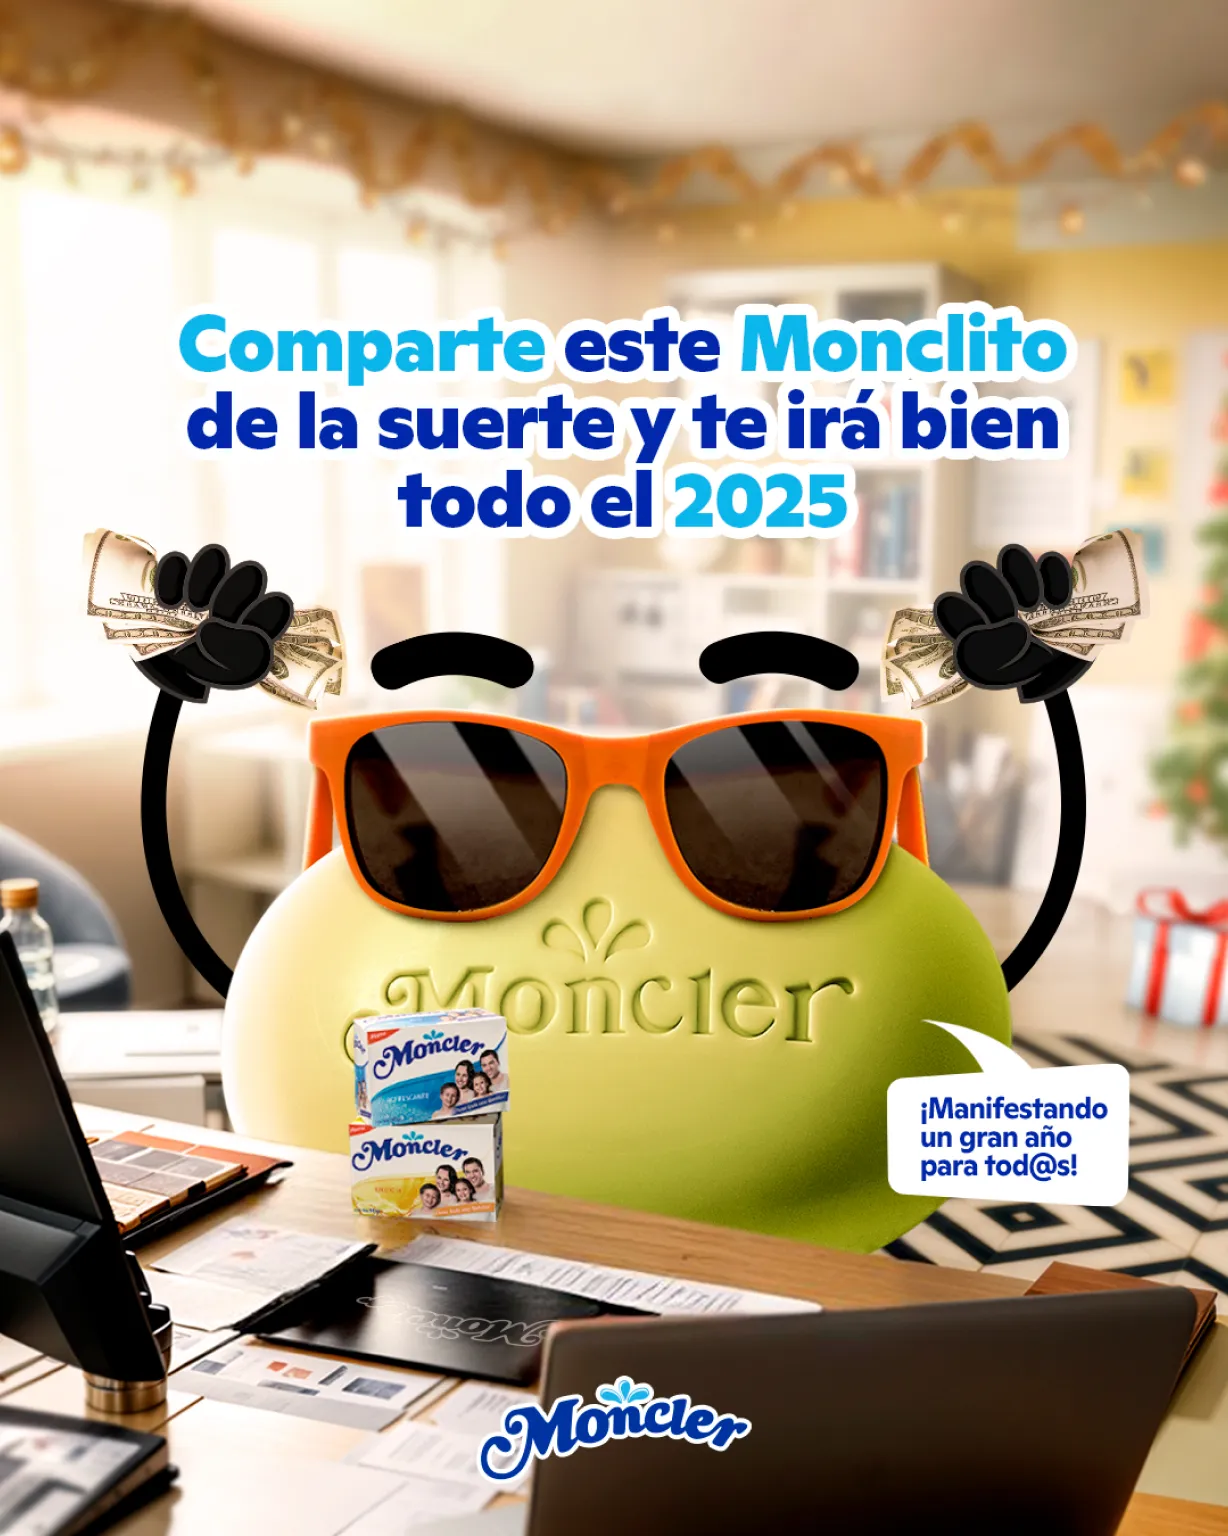 Comparte este Monclito
de la suerte y te irá bien
todo el 2025
Moncler
Moncler
Moncler
¡Manifestando
un gran año
para tod@s!
Moncler